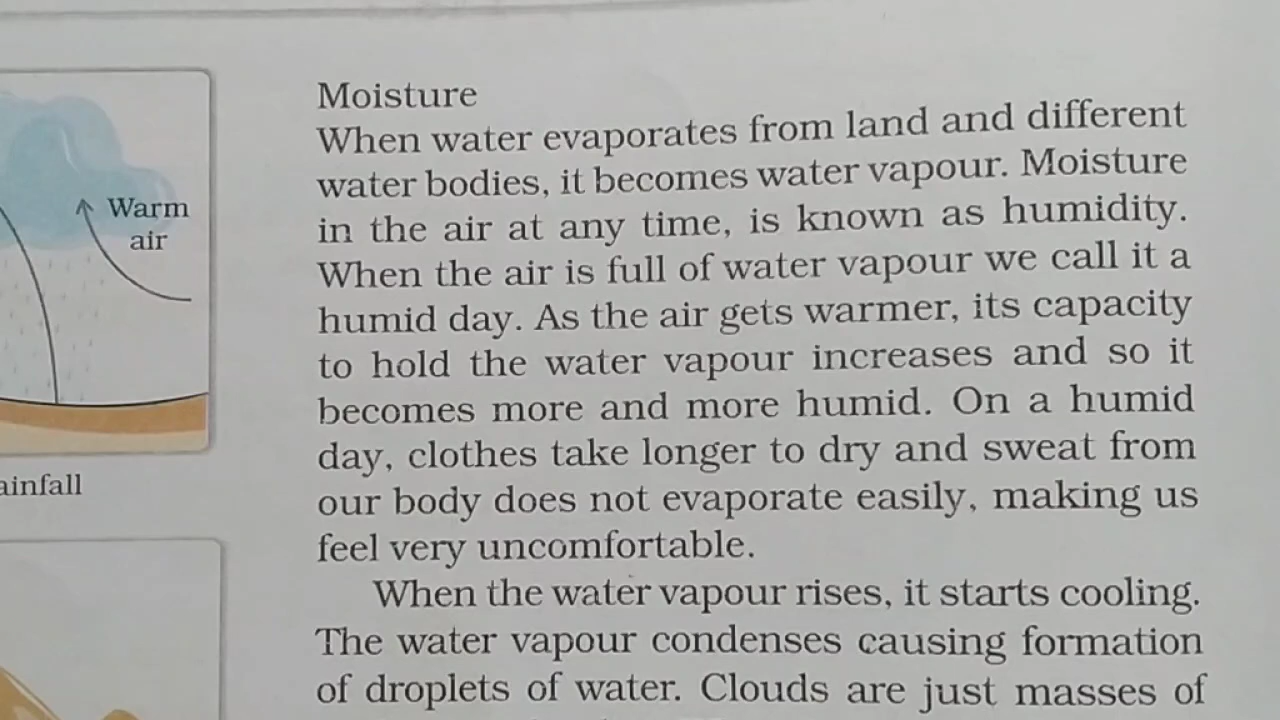 Moisture
When water evaporates from land and different
water bodies, it becomes water vapour. Moisture
in the air at any time, is known as humidity.
When the air is full of water vapour we call it a
humid day. As the air gets warmer, its capacity
to hold the water vapour increases and so it
becomes more and more humid. On a humid
day, clothes take longer to dry and sweat from
our body does not evaporate easily, making us
feel very uncomfortable.
When the water vapour rises, it starts cooling.
The water vapour condenses causing formation
of droplets of water. Clouds are just masses of
Warm
air
ainfall